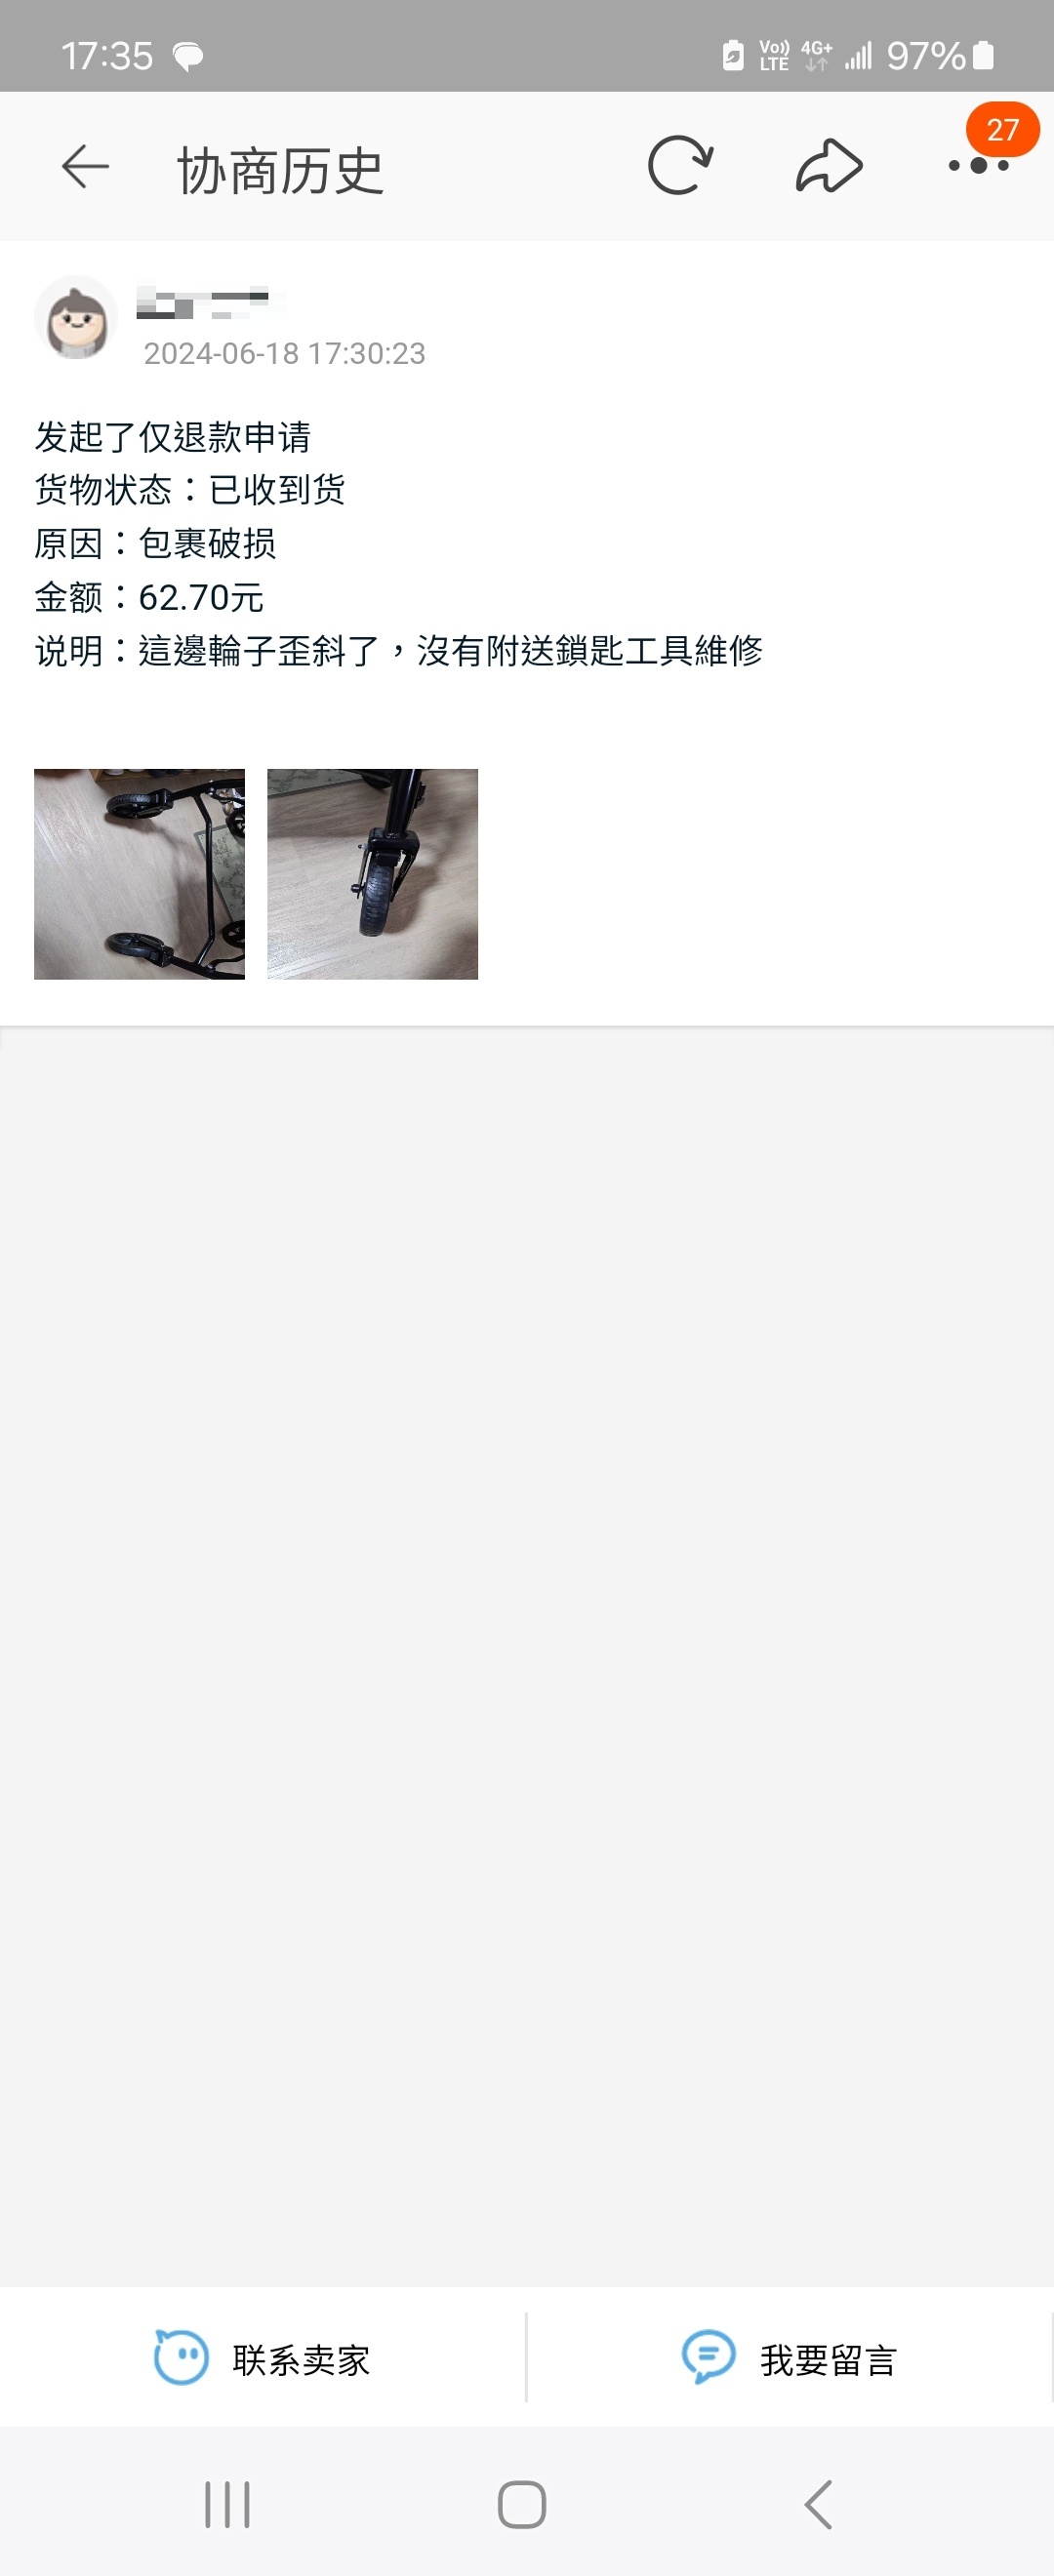 17:35
Vo)) LTE 4G+ 97%
协商历史
27
2024-06-18 17:30:23
发起了仅退款申请
货物状态：已收到货
原因：包裹破损
金额：62.70元
说明：這邊輪子歪斜了，沒有附送鎖匙工具維修
联系卖家
我要留言